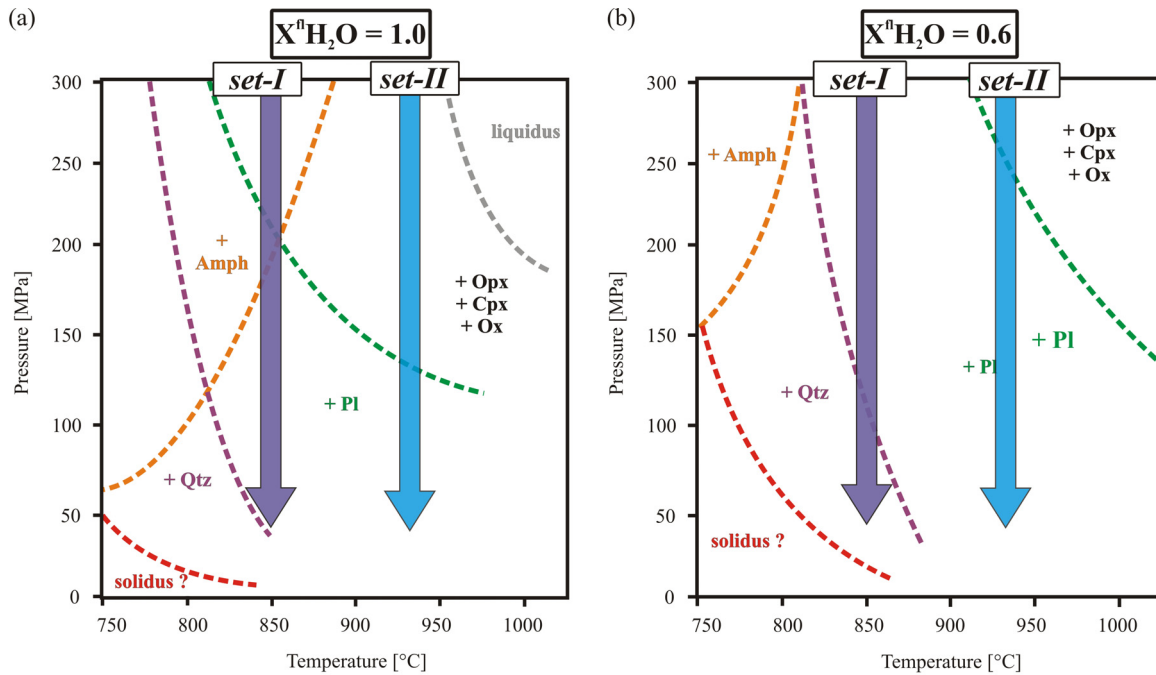 (a)
XᶠˡH₂O = 1.0
set-I
set-II
300
250
200
150
100
50
0
Pressure [MPa]
liquidus
+
Amph
+ Opx
+ Cpx
+ Ox
+ Pl
+ Qtz
solidus ?
750
800
850
900
950
1000
Temperature [°C]
(b)
XᶠˡH₂O = 0.6
set-I
set-II
300
250
200
150
100
50
0
Pressure [MPa]
+ Opx
+ Cpx
+ Ox
+ Amph
+ Pl
+ Pl
+ Qtz
solidus ?
750
800
850
900
950
1000
Temperature [°C]